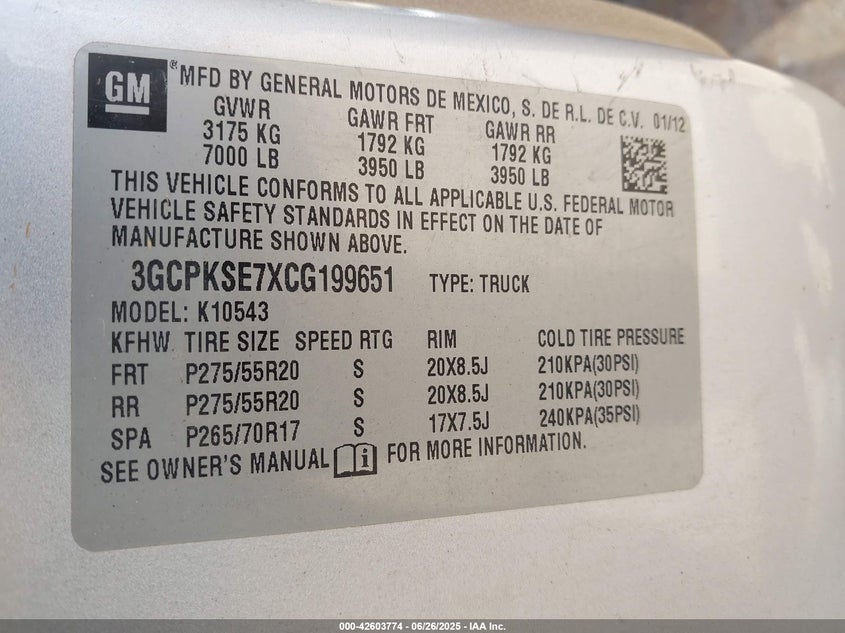 GM ® MFD BY GENERAL MOTORS DE MEXICO, S. DE R.L. DE C.V. 01/12
GVWR GAWR FRT GAWR RR
3175 KG 1792 KG 1792 KG
7000 LB 3950 LB 3950 LB
THIS VEHICLE CONFORMS TO ALL APPLICABLE U.S. FEDERAL MOTOR
VEHICLE SAFETY STANDARDS IN EFFECT ON THE DATE OF
MANUFACTURE SHOWN ABOVE.
3GCPKSE7XCG199651 TYPE: TRUCK
MODEL: K10543
KFHW TIRE SIZE SPEED RTG RIM COLD TIRE PRESSURE
FRT P275/55R20 S 20X8.5J 210KPA(30PSI)
RR P275/55R20 S 20X8.5J 210KPA(30PSI)
SPA P265/70R17 S 17X7.5J 240KPA(35PSI)
SEE OWNER'S MANUAL i FOR MORE INFORMATION.
000-42603774 - 06/26/2025 - IAA Inc.